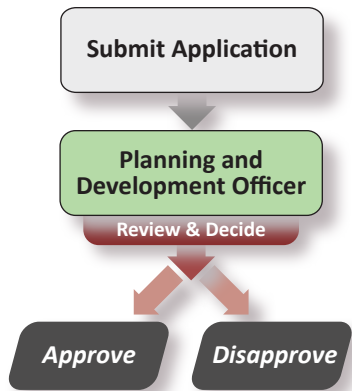 Submit Application
Planning and
Development Officer
Review & Decide
Approve
Disapprove